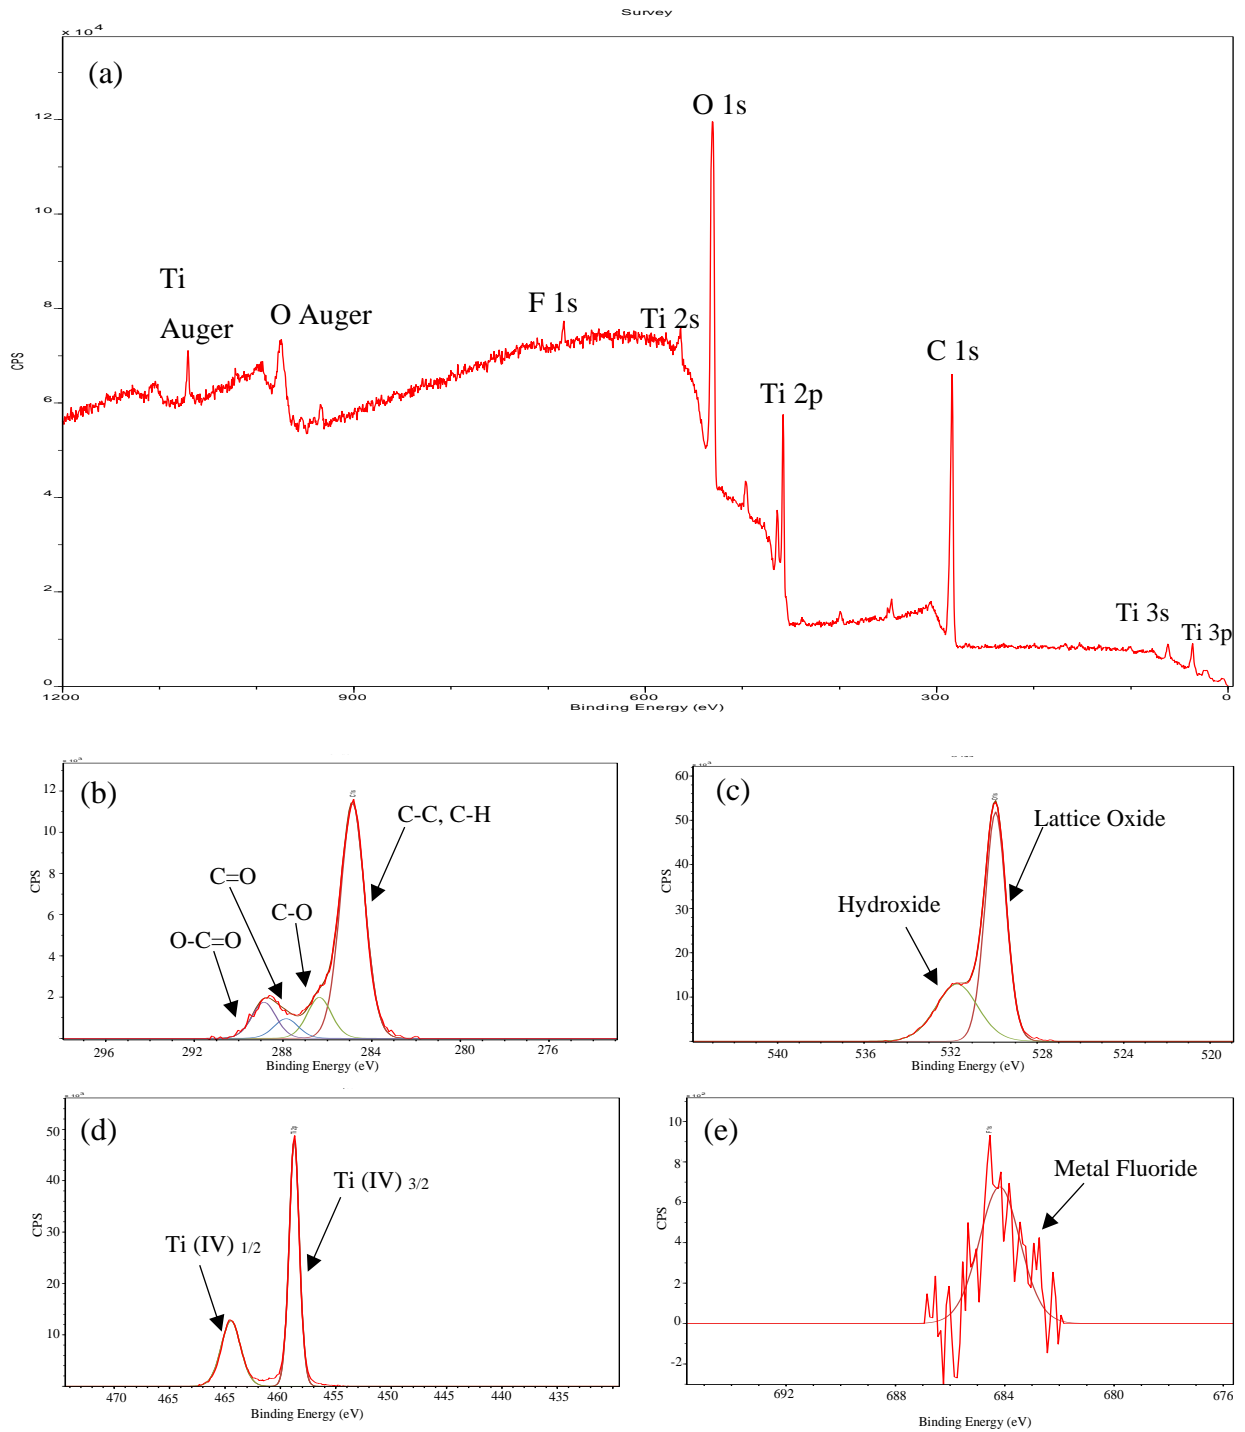 Survey
x 10^4
(a)
O 1s
12
10
Ti
Auger
O Auger
F 1s
Ti 2s
8
C 1s
CPS
6
Ti 2p
4
2
Ti 3s
Ti 3p
0
1200 900 600 300 0
Binding Energy (eV)
(b)
12
C-C, C-H
10
8
C=O
CPS
C-O
6
O-C=O
4
2
296 292 288 284 280 276
Binding Energy (eV)
(c)
60
50
Lattice Oxide
40
Hydroxide
CPS
30
20
10
540 536 532 528 524 520
Binding Energy (eV)
(d)
50
Ti (IV) 3/2
40
Ti (IV) 1/2
CPS
30
20
10
470 465 460 455 450 445 440 435
Binding Energy (eV)
(e)
10
8
Metal Fluoride
6
CPS
4
2
0
-2
692 688 684 680 676
Binding Energy (eV)